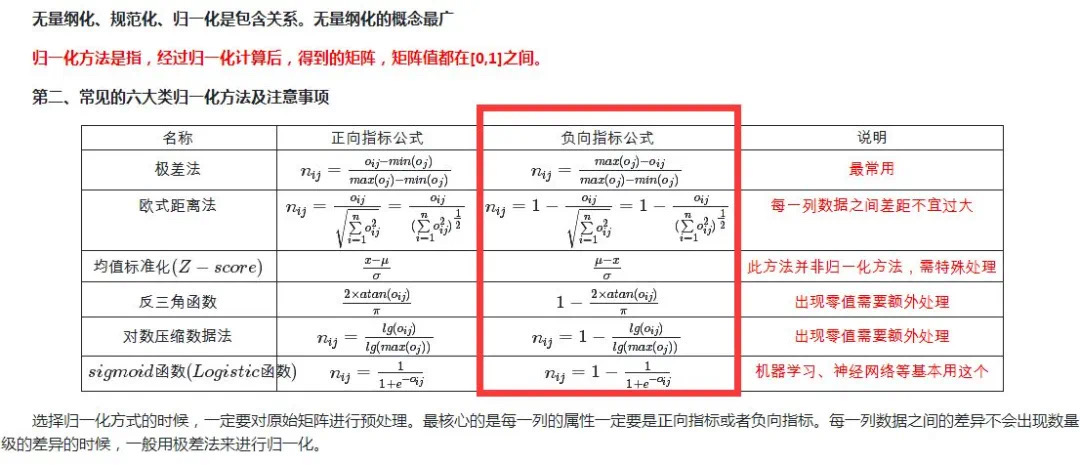 无量纲化、规范化、归一化是包含关系。无量纲化的概念最广
归一化方法是指，经过归一化计算后，得到的矩阵，矩阵值都在[0,1]之间。
第二、常见的六大类归一化方法及注意事项
名称 正向指标公式 负向指标公式 说明
极差法 $n_{ij}=\frac{o_{ij}-min(o_j)}{max(o_j)-min(o_j)}$ $n_{ij}=\frac{max(o_j)-o_{ij}}{max(o_j)-min(o_j)}$ 最常用
欧式距离法 $n_{ij}=\frac{o_{ij}}{\sqrt{\sum_{i=1}^{n}o_{ij}^2}}=\frac{o_{ij}}{(\sum_{i=1}^{n}o_{ij}^2)^{\frac{1}{2}}}$ $n_{ij}=1-\frac{o_{ij}}{\sqrt{\sum_{i=1}^{n}o_{ij}^2}}=1-\frac{o_{ij}}{(\sum_{i=1}^{n}o_{ij}^2)^{\frac{1}{2}}}$ 每一列数据之间差距不宜过大
均值标准化(Z−score) $\frac{x-\mu}{\sigma}$ $\frac{\mu-x}{\sigma}$ 此方法并非归一化方法，需特殊处理
反三角函数 $\frac{2\times atan(o_{ij})}{\pi}$ $1-\frac{2\times atan(o_{ij})}{\pi}$ 出现零值需要额外处理
对数压缩数据法 $n_{ij}=\frac{lg(o_{ij})}{lg(max(o_j))}$ $n_{ij}=1-\frac{lg(o_{ij})}{lg(max(o_j))}$ 出现零值需要额外处理
sigmoid函数(Logistic函数) $n_{ij}=\frac{1}{1+e^{-o_{ij}}}$ $n_{ij}=1-\frac{1}{1+e^{-o_{ij}}}$ 机器学习、神经网络等基本用这个
选择归一化方式的时候，一定要对原始矩阵进行预处理。最核心的是每一列的属性一定要是正向指标或者负向指标。每一列数据之间的差异不会出现数量
级的差异的时候，一般用极差法来进行归一化。